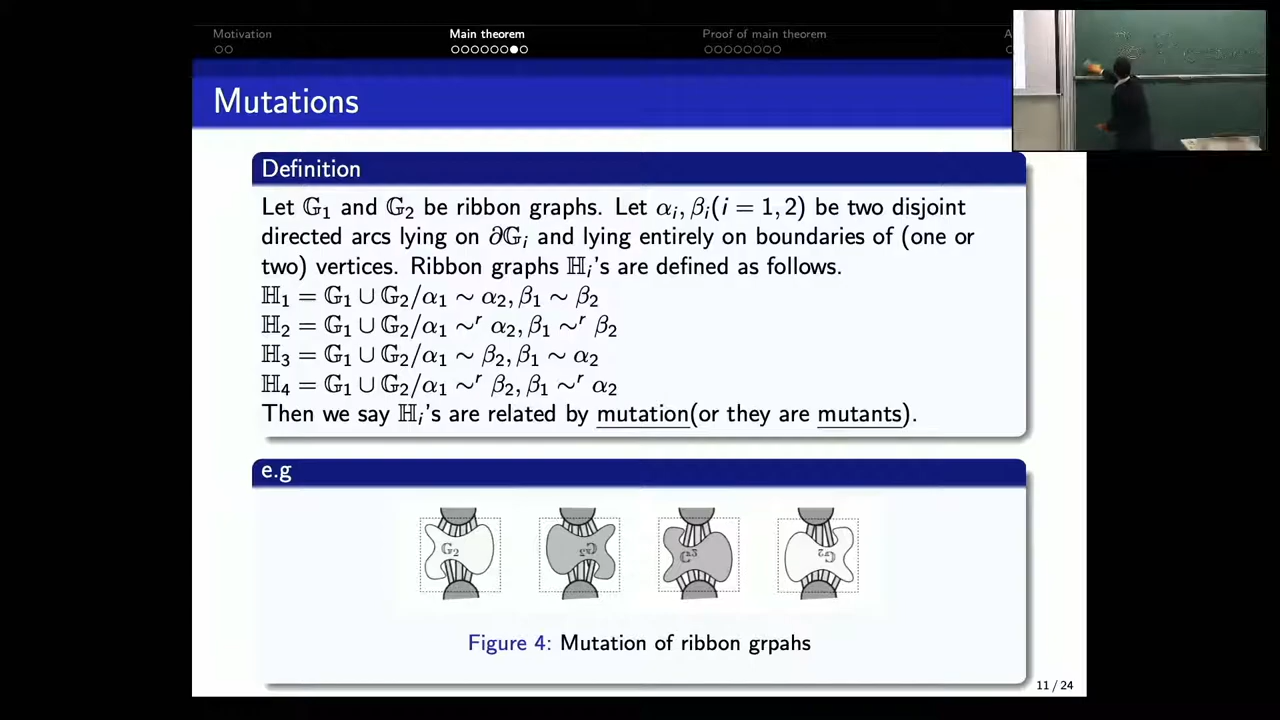 Motivation Main theorem Proof of main theorem
Mutations
Definition
Let 𝔾₁ and 𝔾₂ be ribbon graphs. Let αᵢ, βᵢ(i = 1, 2) be two disjoint
directed arcs lying on ∂𝔾ᵢ and lying entirely on boundaries of (one or
two) vertices. Ribbon graphs ℍᵢ's are defined as follows.
ℍ₁ = 𝔾₁ ∪ 𝔾₂/α₁ ∼ α₂, β₁ ∼ β₂
ℍ₂ = 𝔾₁ ∪ 𝔾₂/α₁ ∼ʳ α₂, β₁ ∼ʳ β₂
ℍ₃ = 𝔾₁ ∪ 𝔾₂/α₁ ∼ β₂, β₁ ∼ α₂
ℍ₄ = 𝔾₁ ∪ 𝔾₂/α₁ ∼ʳ β₂, β₁ ∼ʳ α₂
Then we say ℍᵢ's are related by mutation(or they are mutants).
e.g
𝔾₂ 𝔾₂ 𝔾₂ 𝔾₂
Figure 4: Mutation of ribbon grpahs
11 / 24